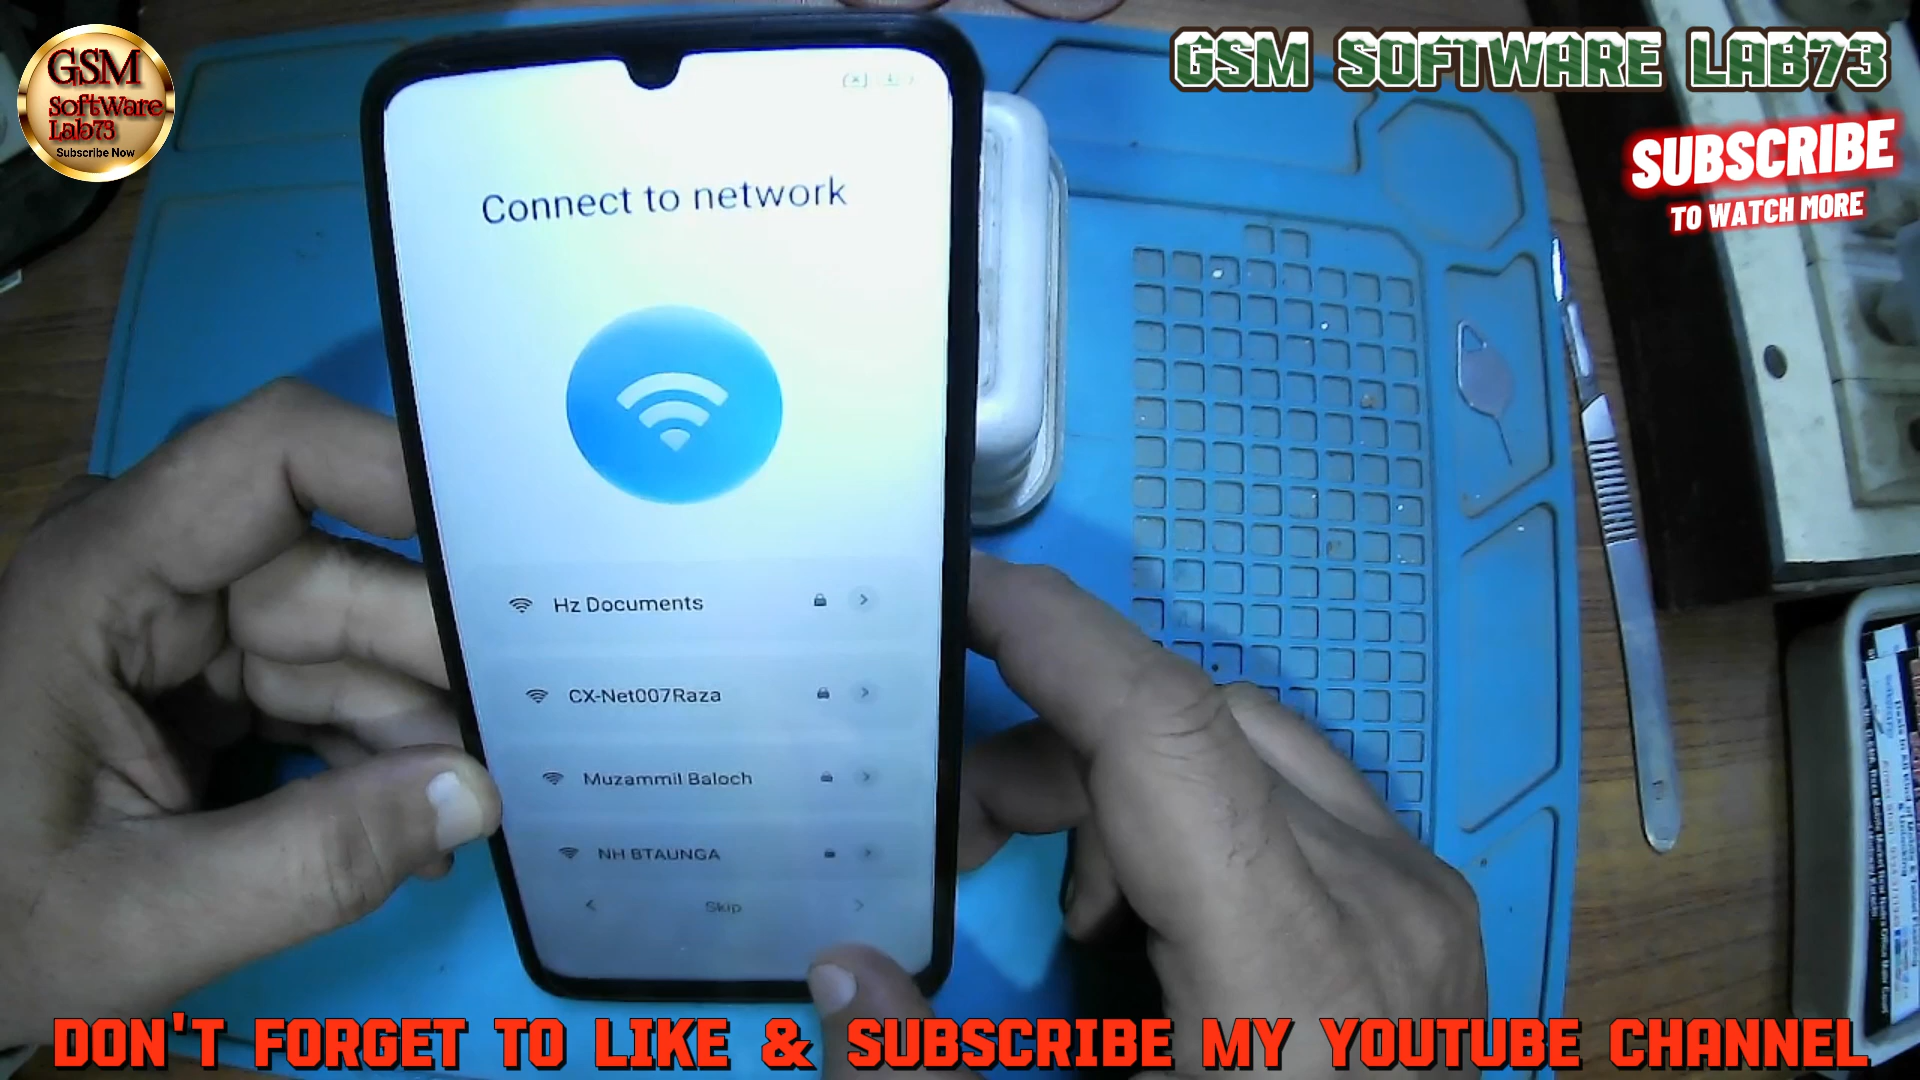 GSM
SoftWare
Lab73
Subscribe Now
GSM SOFTWARE LAB73
SUBSCRIBE
TO WATCH MORE
Connect to network
Hz Documents
CX-Net007Raza
Muzammil Baloch
NH BTAUNGA
Skip
DON'T FORGET TO LIKE & SUBSCRIBE MY YOUTUBE CHANNEL